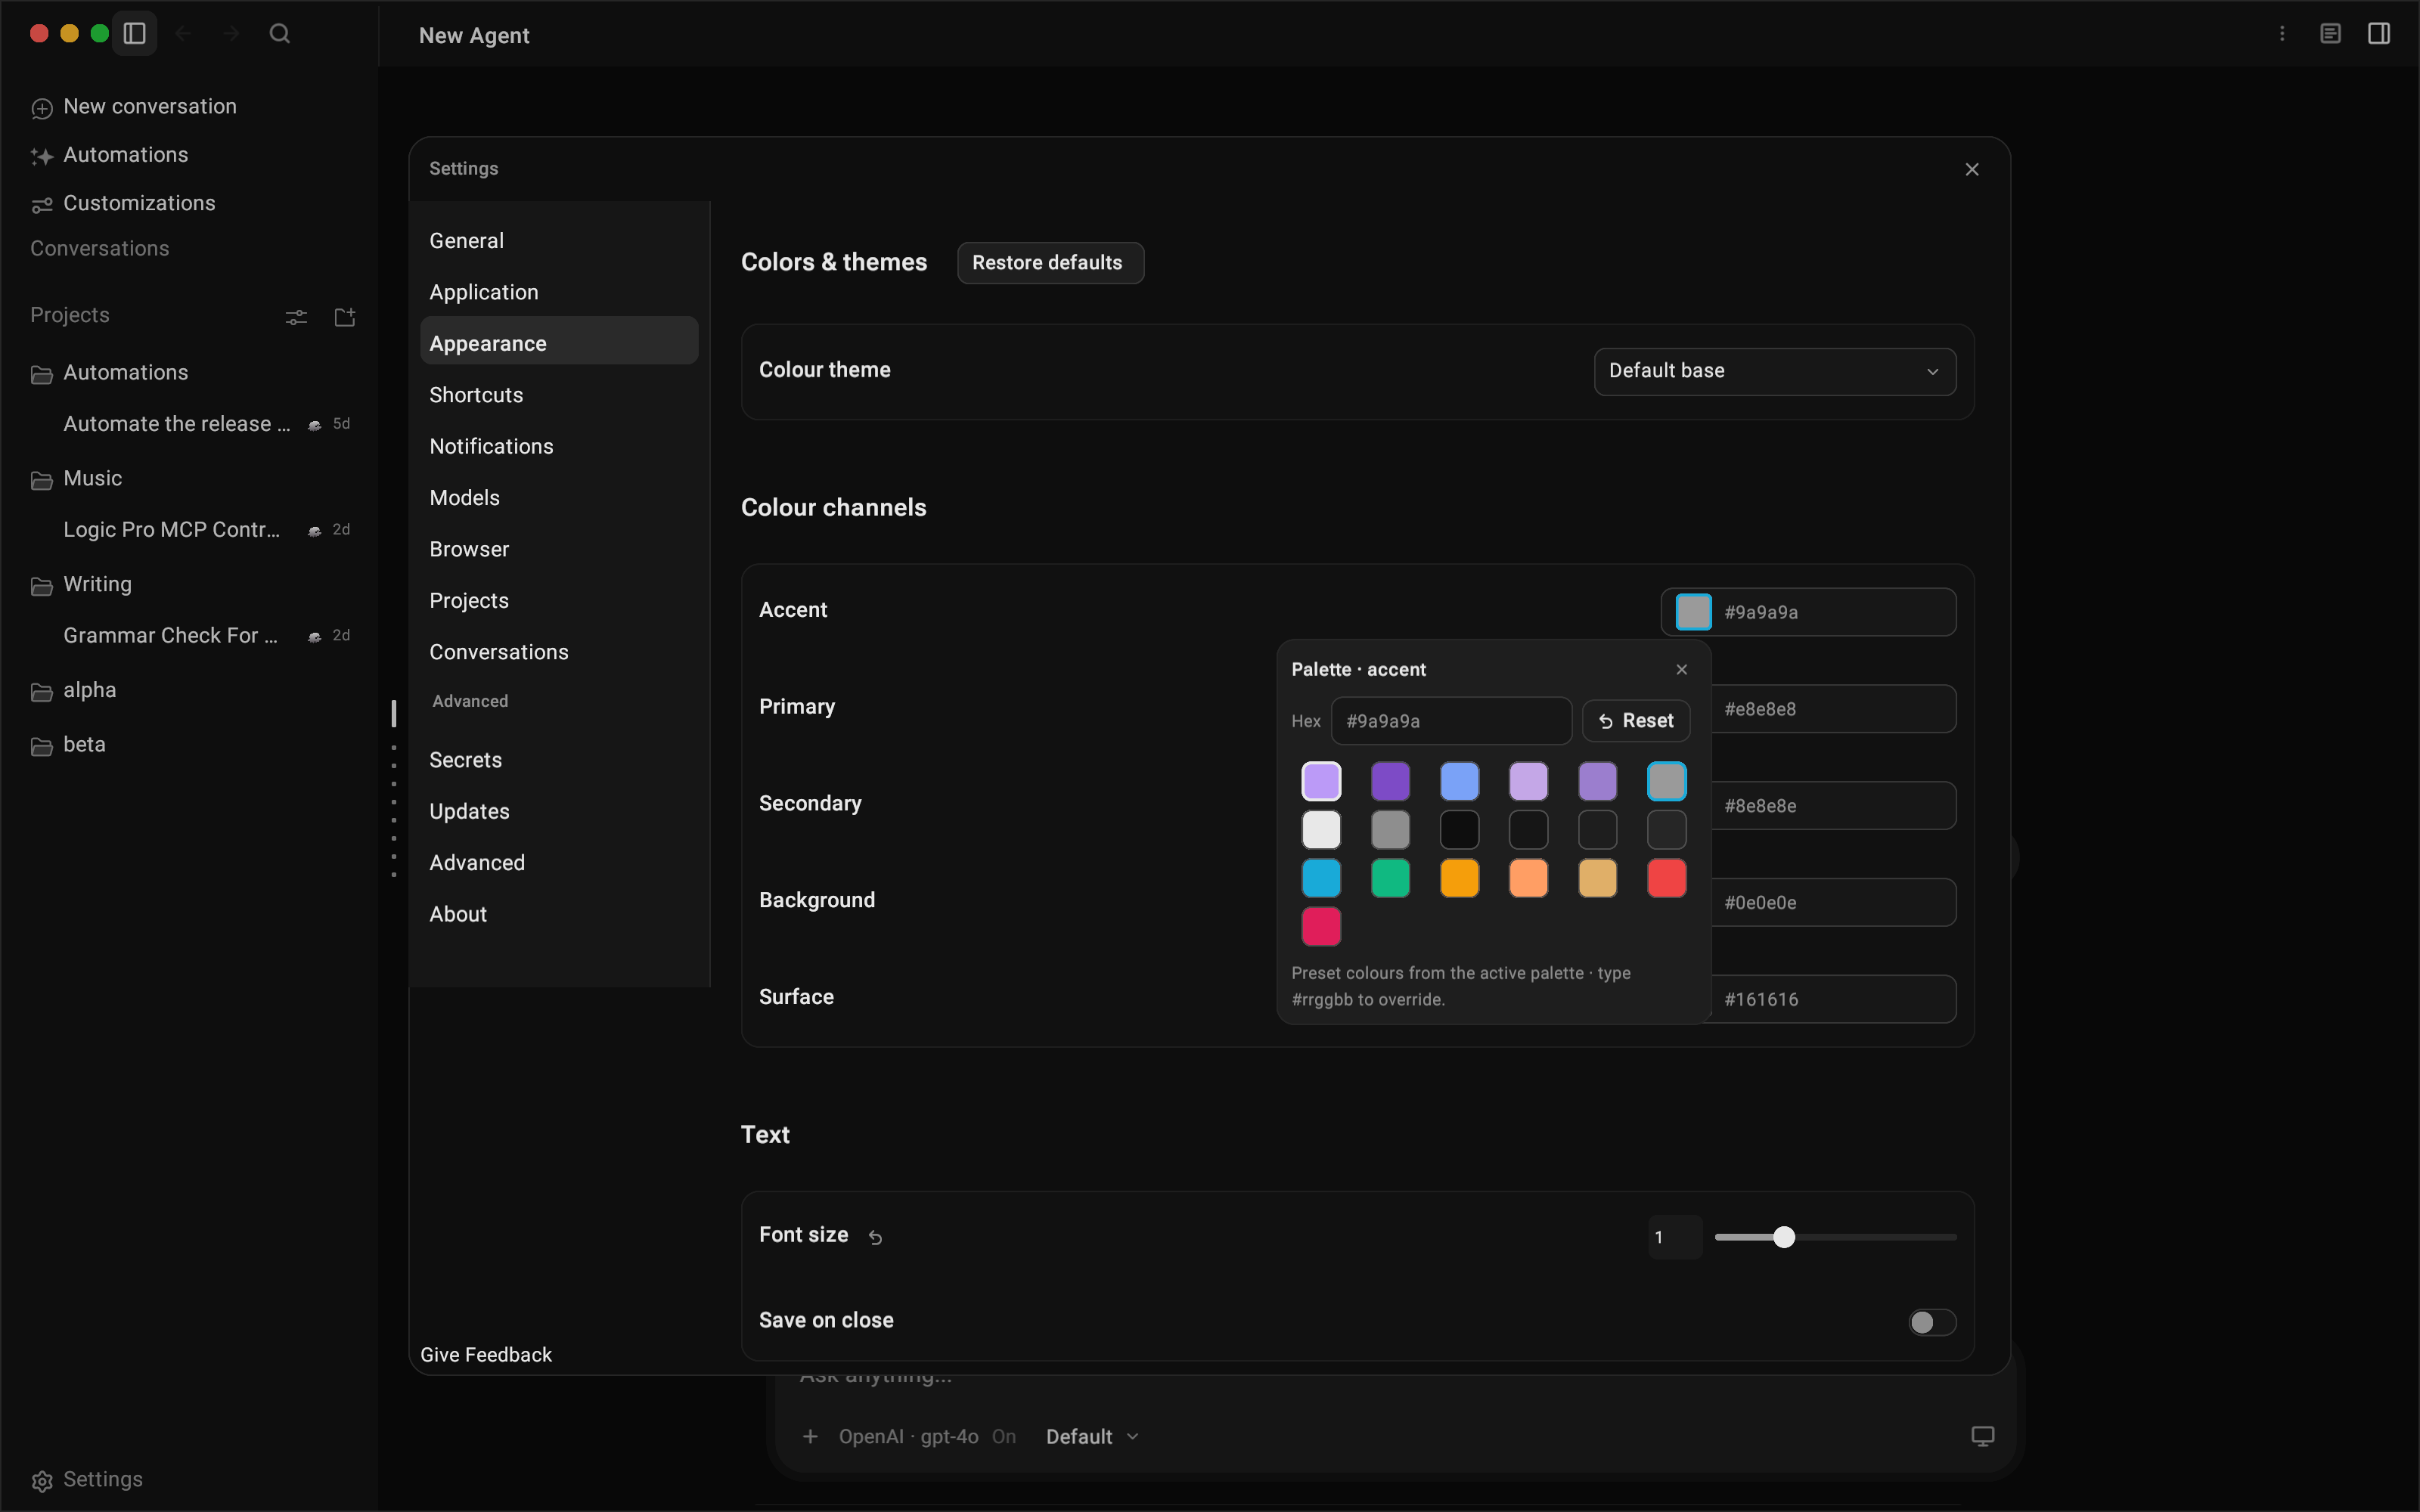 New Agent
New conversation
Automations
Customizations
Conversations
Projects
Automations
Automate the release ... 5d
Music
Logic Pro MCP Contr... 2d
Writing
Grammar Check For ... 2d
alpha
beta
Settings
Settings
General
Application
Appearance
Shortcuts
Notifications
Models
Browser
Projects
Conversations
Advanced
Secrets
Updates
Advanced
About
Give Feedback
Colors & themes
Restore defaults
Colour theme
Default base
Colour channels
Accent
#9a9a9a
Primary
#e8e8e8
Secondary
#8e8e8e
Background
#0e0e0e
Surface
#161616
Palette · accent
Hex
#9a9a9a
Reset
Preset colours from the active palette · type
#rrggbb to override.
Text
Font size
1
Save on close
Ask anything...
OpenAI · gpt-4o On
Default